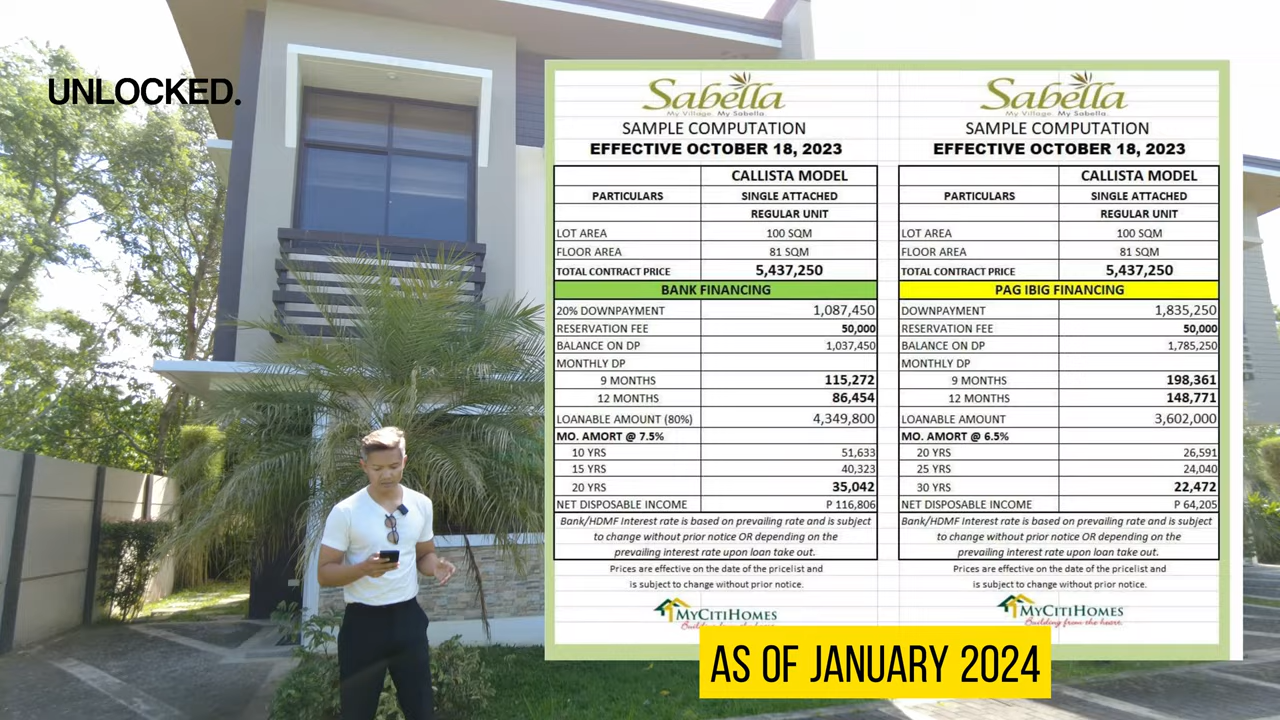 UNLOCKED.
Sabella
My Village. My Sabella.
SAMPLE COMPUTATION
EFFECTIVE OCTOBER 18, 2023
CALLISTA MODEL
PARTICULARS SINGLE ATTACHED
REGULAR UNIT
LOT AREA 100 SQM
FLOOR AREA 81 SQM
TOTAL CONTRACT PRICE 5,437,250
BANK FINANCING
20% DOWNPAYMENT 1,087,450
RESERVATION FEE 50,000
BALANCE ON DP 1,037,450
MONTHLY DP
9 MONTHS 115,272
12 MONTHS 86,454
LOANABLE AMOUNT (80%) 4,349,800
MO. AMORT @ 7.5%
10 YRS 51,633
15 YRS 40,323
20 YRS 35,042
NET DISPOSABLE INCOME P 116,806
Bank/HDMF Interest rate is based on prevailing rate and is subject
to change without prior notice OR depending on the
prevailing interest rate upon loan take out.
Prices are effective on the date of the pricelist and
is subject to change without prior notice.
MYCITIHOMES
Building from the heart.
Sabella
My Village. My Sabella.
SAMPLE COMPUTATION
EFFECTIVE OCTOBER 18, 2023
CALLISTA MODEL
PARTICULARS SINGLE ATTACHED
REGULAR UNIT
LOT AREA 100 SQM
FLOOR AREA 81 SQM
TOTAL CONTRACT PRICE 5,437,250
PAG IBIG FINANCING
DOWNPAYMENT 1,835,250
RESERVATION FEE 50,000
BALANCE ON DP 1,785,250
MONTHLY DP
9 MONTHS 198,361
12 MONTHS 148,771
LOANABLE AMOUNT 3,602,000
MO. AMORT @ 6.5%
20 YRS 26,591
25 YRS 24,040
30 YRS 22,472
NET DISPOSABLE INCOME P 64,205
Bank/HDMF Interest rate is based on prevailing rate and is subject
to change without prior notice OR depending on the
prevailing interest rate upon loan take out.
Prices are effective on the date of the pricelist and
is subject to change without prior notice.
MYCITIHOMES
Building from the heart.
AS OF JANUARY 2024